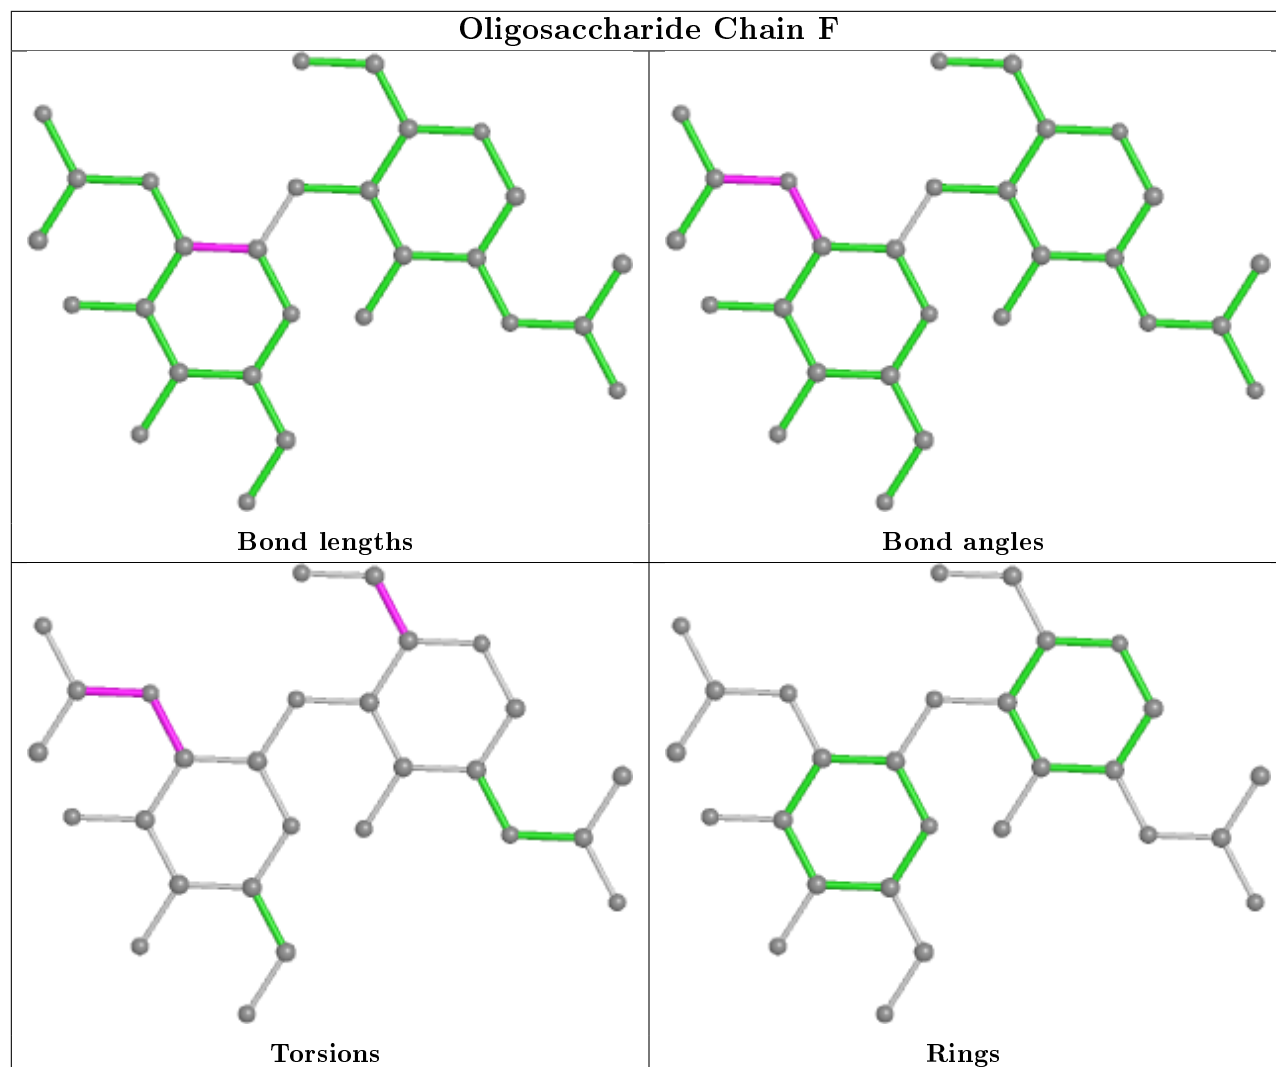 Oligosaccharide Chain F
Bond lengths
Bond angles
Torsions
Rings